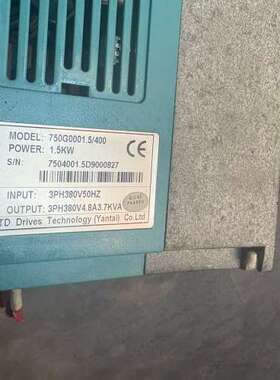 MODEL: 750G0001.5/400
POWER: 1.5KW
CE
S/N: 7504001.5D9000827
INPUT: 3PH380V50HZ
OUTPUT: 3PH380V4.8A3.7KVA
TD Drives Technology (Yantai) Co.Ltd